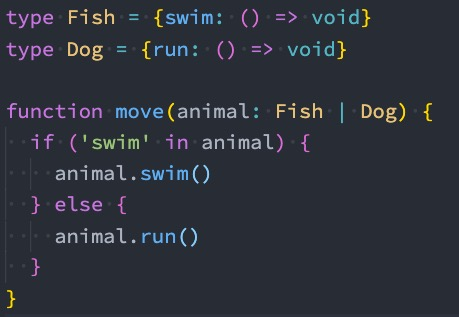 type Fish = {swim: () => void}
type Dog = {run: () => void}

function move(animal: Fish | Dog) {
  if ('swim' in animal) {
    animal.swim()
  } else {
    animal.run()
  }
}